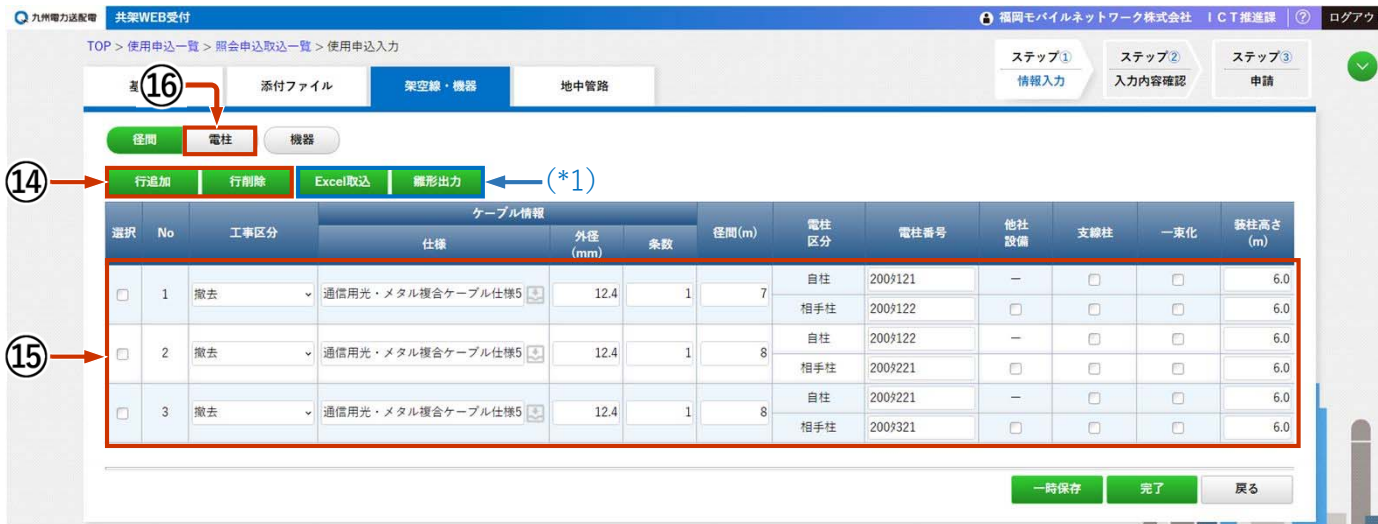 九州電力送配電 共架WEB受付 福岡モバイルネットワーク株式会社 ICT推進課 ? ログアウ
TOP > 使用申込一覧 > 照会申込取込一覧 > 使用申込入力
ステップ① ステップ② ステップ③
情報入力 入力内容確認 申請
基 添付ファイル 架空線・機器 地中管路
⑯
径間 電柱 機器
⑭ 行追加 行削除 Excel取込 雛形出力 (*1)
選択 No 工事区分 ケーブル情報 径間(m) 電柱区分 電柱番号 他社設備 支線柱 一束化 装柱高さ(m)
仕様 外径(mm) 条数
1 撤去 通信用光・メタル複合ケーブル仕様5 12.4 1 7 自柱 200ﾀ121 − 6.0
相手柱 200ﾀ122 6.0
⑮
2 撤去 通信用光・メタル複合ケーブル仕様5 12.4 1 8 自柱 200ﾀ122 − 6.0
相手柱 200ﾀ221 6.0
3 撤去 通信用光・メタル複合ケーブル仕様5 12.4 1 8 自柱 200ﾀ221 − 6.0
相手柱 200ﾀ321 6.0
一時保存 完了 戻る